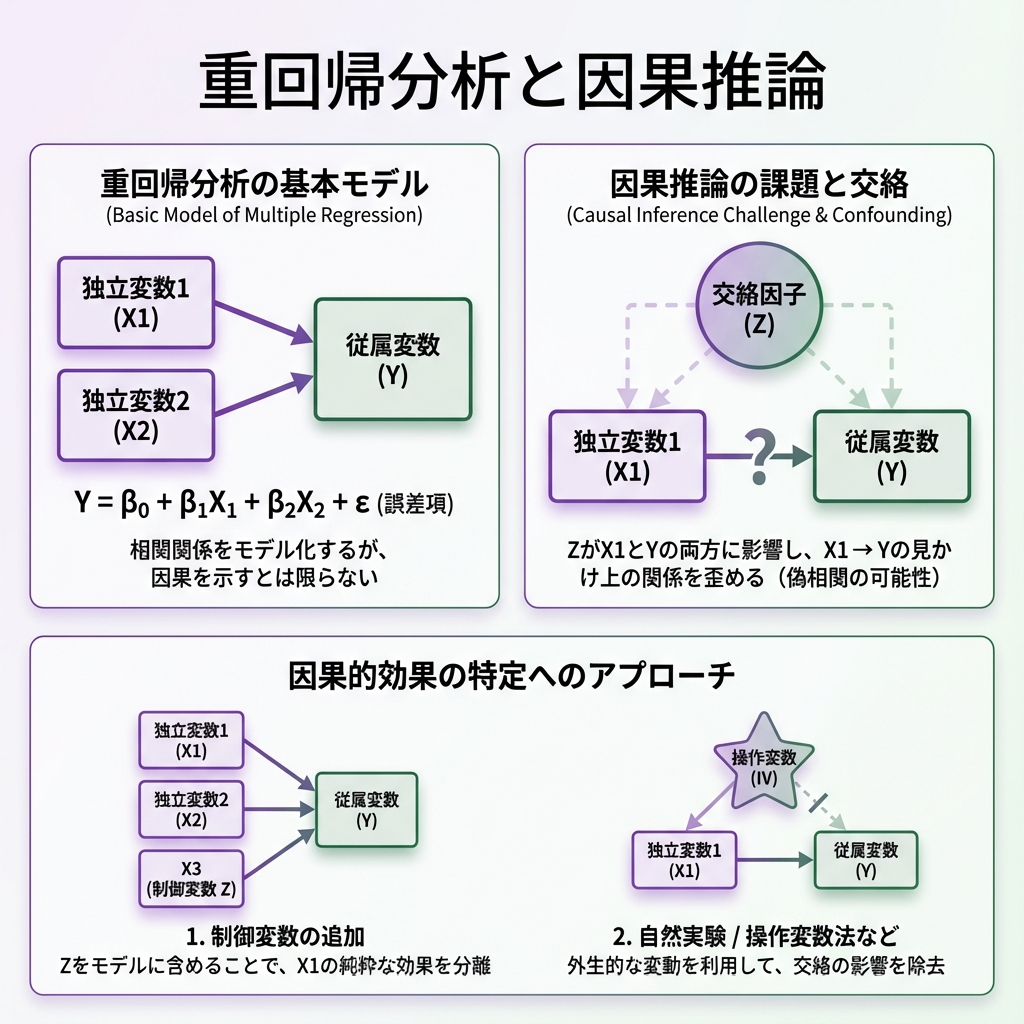 重回帰分析と因果推論
重回帰分析の基本モデル
(Basic Model of Multiple Regression)
独立変数1
(X1)
独立変数2
(X2)
従属変数
(Y)
Y = β₀ + β₁X₁ + β₂X₂ + ε (誤差項)
相関関係をモデル化するが、
因果を示すとは限らない
因果推論の課題と交絡
(Causal Inference Challenge & Confounding)
交絡因子
(Z)
独立変数1
(X1)
?
従属変数
(Y)
ZがX1とYの両方に影響し、X1→Yの見か
け上の関係を歪める（偽相関の可能性）
因果的効果の特定へのアプローチ
独立変数1
(X1)
独立変数2
(X2)
X3
(制御変数 Z)
従属変数
(Y)
1. 制御変数の追加
Zをモデルに含めることで、X1の純粋な効果を分離
操作変数
(IV)
独立変数1
(X1)
従属変数
(Y)
2. 自然実験 / 操作変数法など
外生的な変動を利用して、交絡の影響を除去